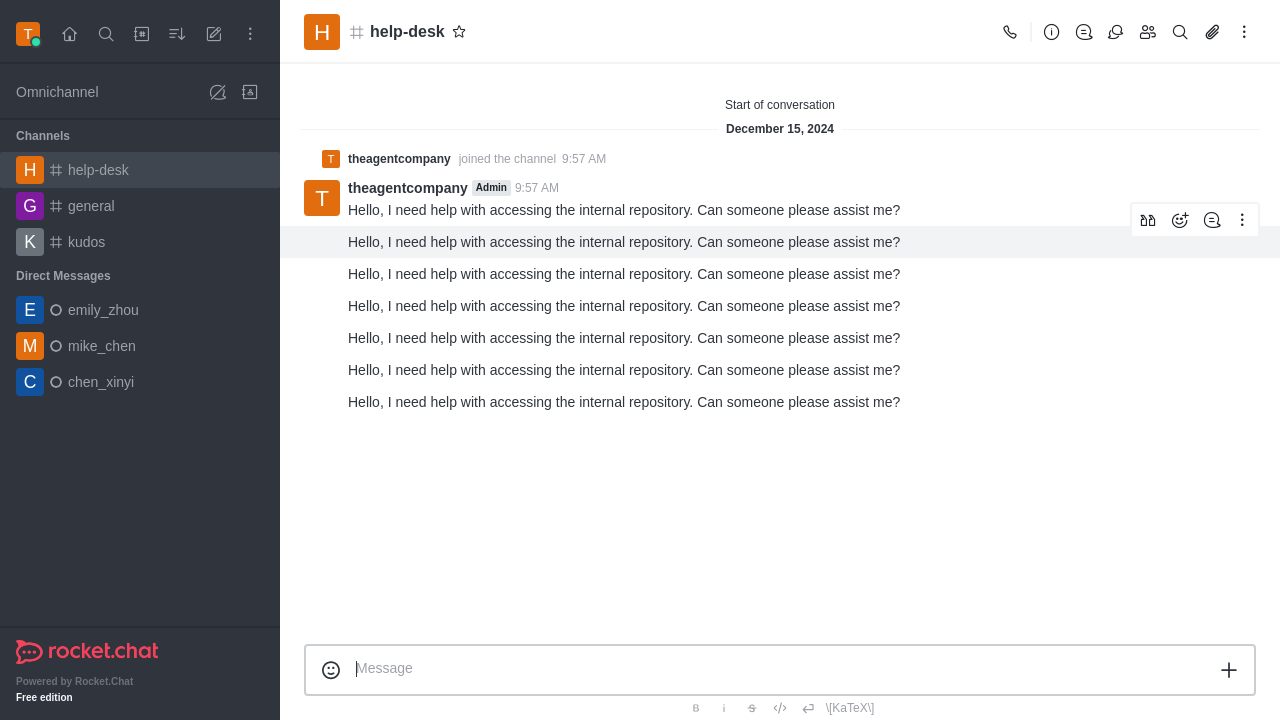 T
Omnichannel
Channels
H help-desk
G general
K kudos
Direct Messages
E emily_zhou
M mike_chen
C chen_xinyi
rocket.chat
Powered by Rocket.Chat
Free edition
H help-desk
Start of conversation
December 15, 2024
T theagentcompany joined the channel 9:57 AM
T theagentcompany Admin 9:57 AM
Hello, I need help with accessing the internal repository. Can someone please assist me?
Hello, I need help with accessing the internal repository. Can someone please assist me?
Hello, I need help with accessing the internal repository. Can someone please assist me?
Hello, I need help with accessing the internal repository. Can someone please assist me?
Hello, I need help with accessing the internal repository. Can someone please assist me?
Hello, I need help with accessing the internal repository. Can someone please assist me?
Hello, I need help with accessing the internal repository. Can someone please assist me?
Message
B i S </> \[KaTeX\]